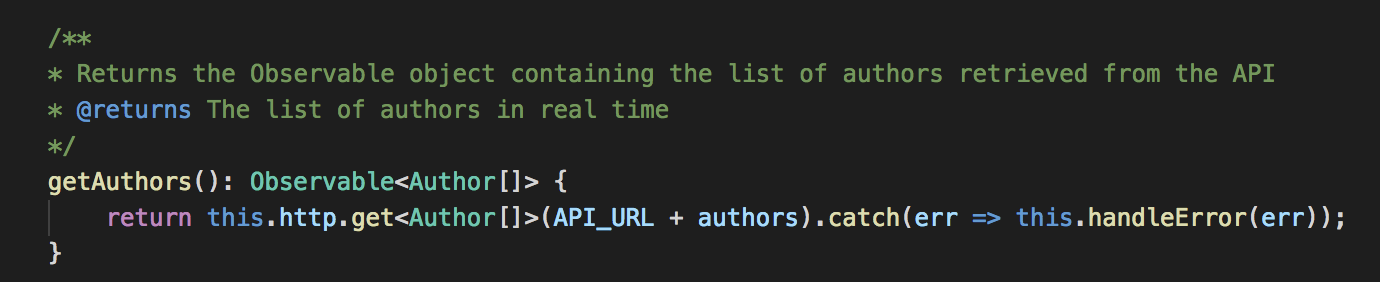 /**
* Returns the Observable object containing the list of authors retrieved from the API
* @returns The list of authors in real time
*/
getAuthors(): Observable<Author[]> {
    return this.http.get<Author[]>(API_URL + authors).catch(err => this.handleError(err));
}